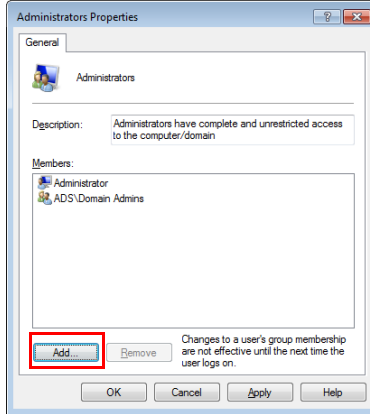 Administrators Properties
General
Administrators
Description:
Administrators have complete and unrestricted access
to the computer/domain
Members:
Administrator
ADS\Domain Admins
Add...
Remove
Changes to a user's group membership
are not effective until the next time the
user logs on.
OK
Cancel
Apply
Help